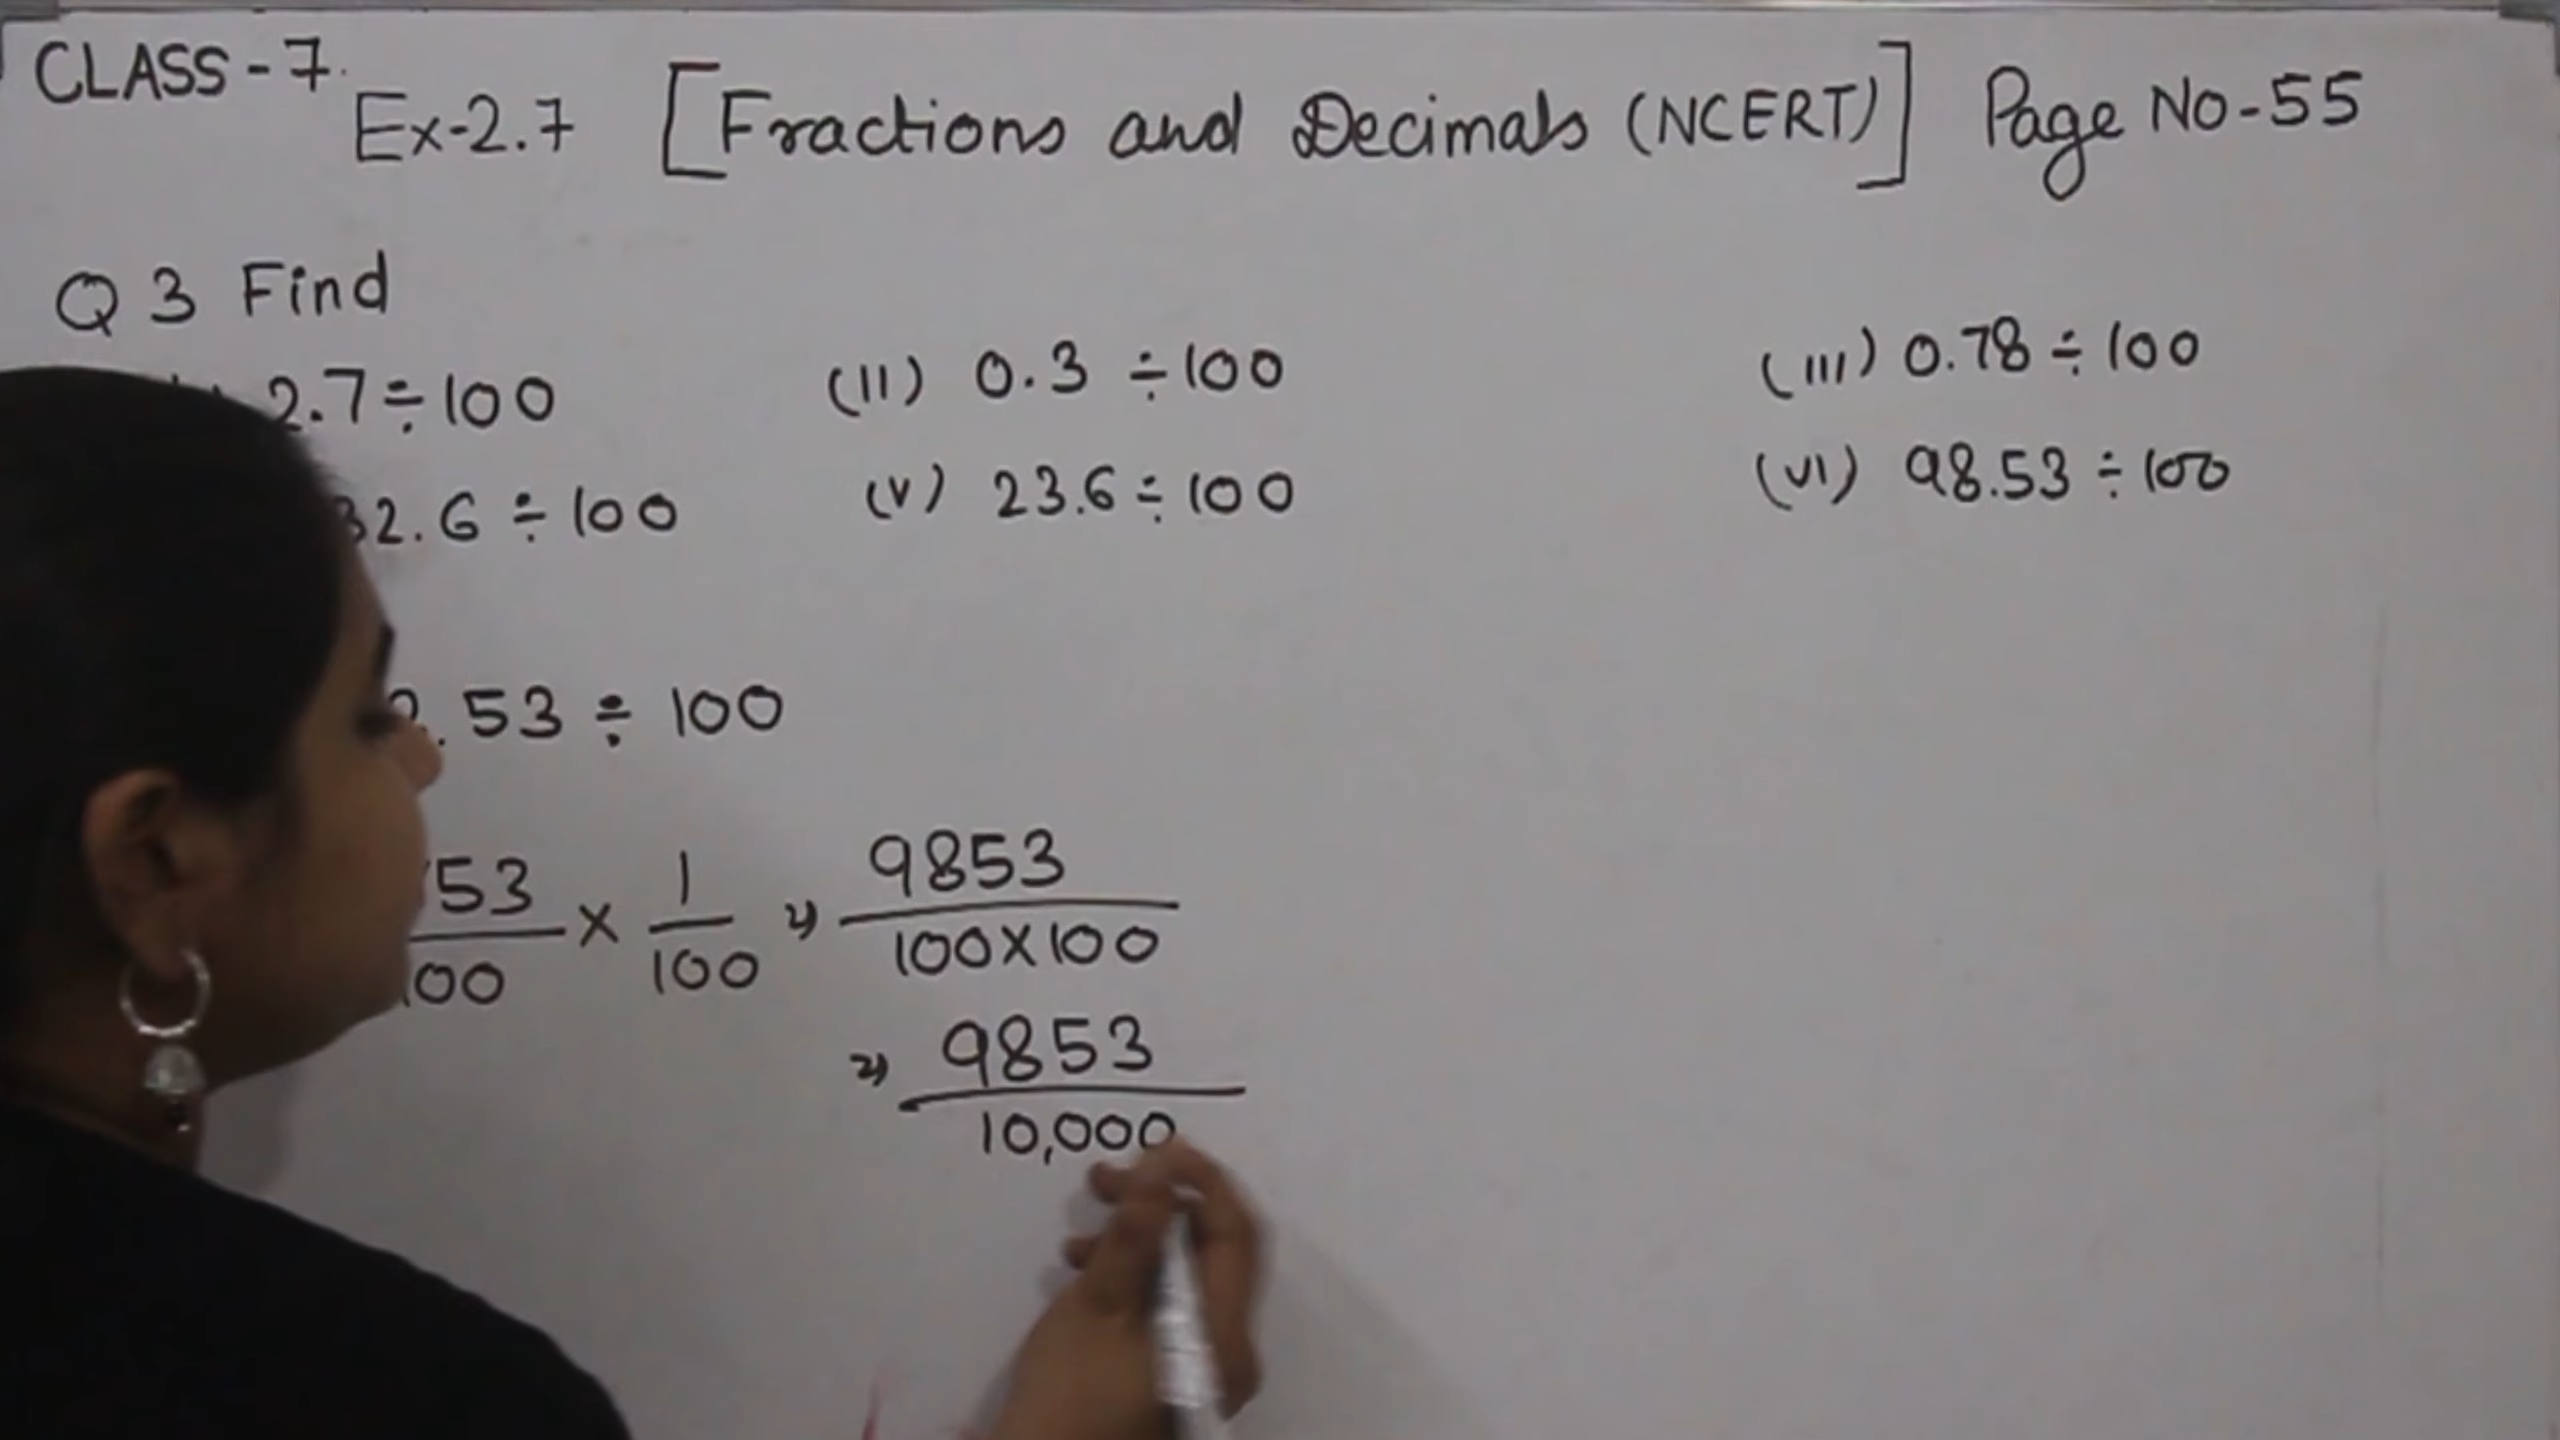 CLASS-7.
Ex-2.7 [Fractions and Decimals (NCERT)] Page No-55
Q3 Find
2.7÷100 (II) 0.3 ÷100 (III) 0.78÷100
32.6 ÷100 (V) 23.6÷100 (VI) 98.53÷100
.53 ÷ 100
53/00 × 1/100 ⇒ 9853/100×100
⇒ 9853/10,000